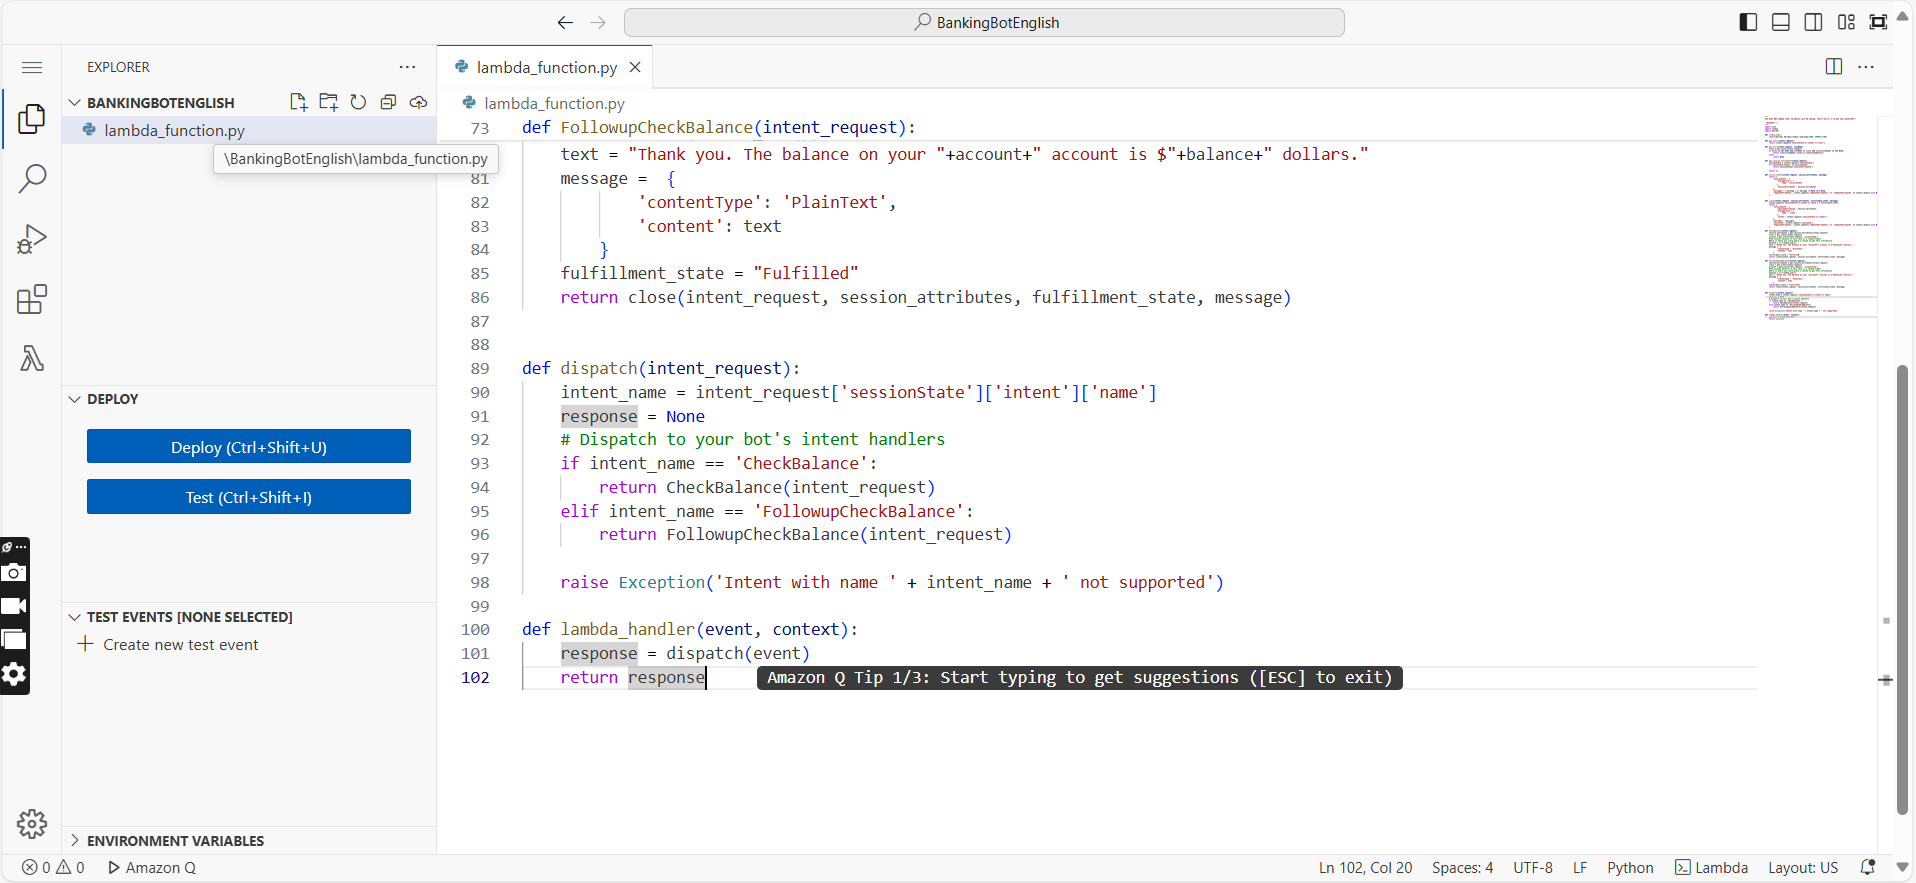 BankingBotEnglish
EXPLORER
BANKINGBOTENGLISH
lambda_function.py
\BankingBotEnglish\lambda_function.py
DEPLOY
Deploy (Ctrl+Shift+U)
Test (Ctrl+Shift+I)
TEST EVENTS [NONE SELECTED]
Create new test event
ENVIRONMENT VARIABLES
lambda_function.py
lambda_function.py
73 def FollowupCheckBalance(intent_request):
text = "Thank you. The balance on your "+account+" account is $"+balance+" dollars."
81 message =  {
82 'contentType': 'PlainText',
83 'content': text
84 }
85 fulfillment_state = "Fulfilled"
86 return close(intent_request, session_attributes, fulfillment_state, message)
87
88
89 def dispatch(intent_request):
90 intent_name = intent_request['sessionState']['intent']['name']
91 response = None
92 # Dispatch to your bot's intent handlers
93 if intent_name == 'CheckBalance':
94 return CheckBalance(intent_request)
95 elif intent_name == 'FollowupCheckBalance':
96 return FollowupCheckBalance(intent_request)
97
98 raise Exception('Intent with name ' + intent_name + ' not supported')
99
100 def lambda_handler(event, context):
101 response = dispatch(event)
102 return response Amazon Q Tip 1/3: Start typing to get suggestions ([ESC] to exit)
0 0 Amazon Q Ln 102, Col 20 Spaces: 4 UTF-8 LF Python Lambda Layout: US